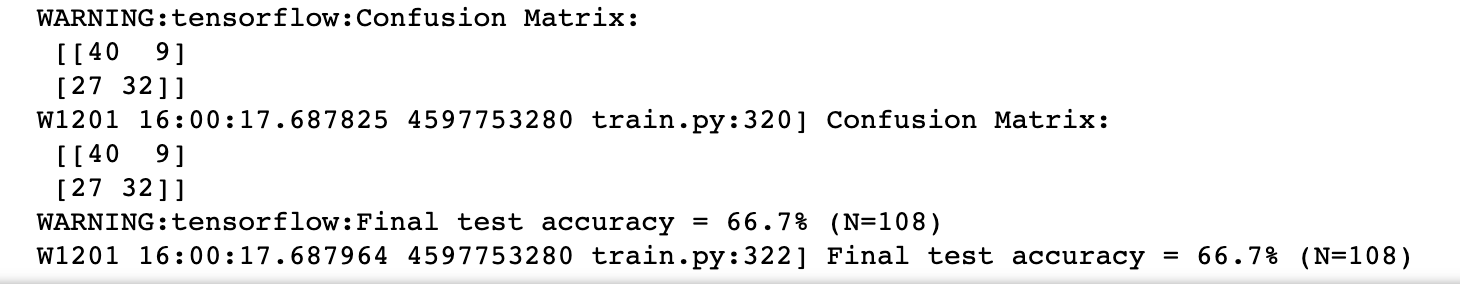 WARNING:tensorflow:Confusion Matrix:
[[40  9]
[27 32]]
W1201 16:00:17.687825 4597753280 train.py:320] Confusion Matrix:
[[40  9]
[27 32]]
WARNING:tensorflow:Final test accuracy = 66.7% (N=108)
W1201 16:00:17.687964 4597753280 train.py:322] Final test accuracy = 66.7% (N=108)